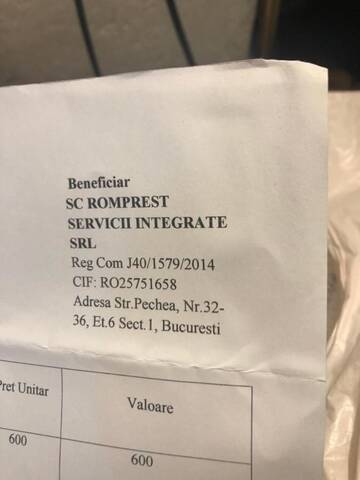 Beneficiar
SC ROMPREST
SERVICII INTEGRATE
SRL
Reg Com J40/1579/2014
CIF: RO25751658
Adresa Str.Pechea, Nr.32-
36, Et.6 Sect.1, Bucuresti
Pret Unitar Valoare
600 600